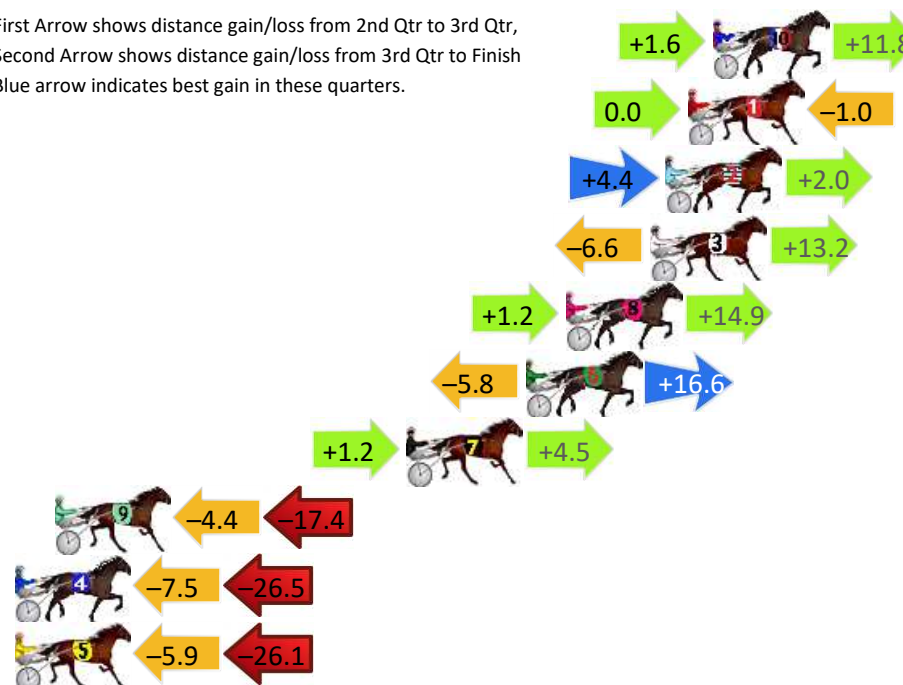 First Arrow shows distance gain/loss from 2nd Qtr to 3rd Qtr,
Second Arrow shows distance gain/loss from 3rd Qtr to Finish
Blue arrow indicates best gain in these quarters.
+1.6 10 +11.8
0.0 1 –1.0
+4.4 2 +2.0
–6.6 3 +13.2
+1.2 8 +14.9
–5.8 6 +16.6
+1.2 7 +4.5
9 –4.4 –17.4
4 –7.5 –26.5
5 –5.9 –26.1